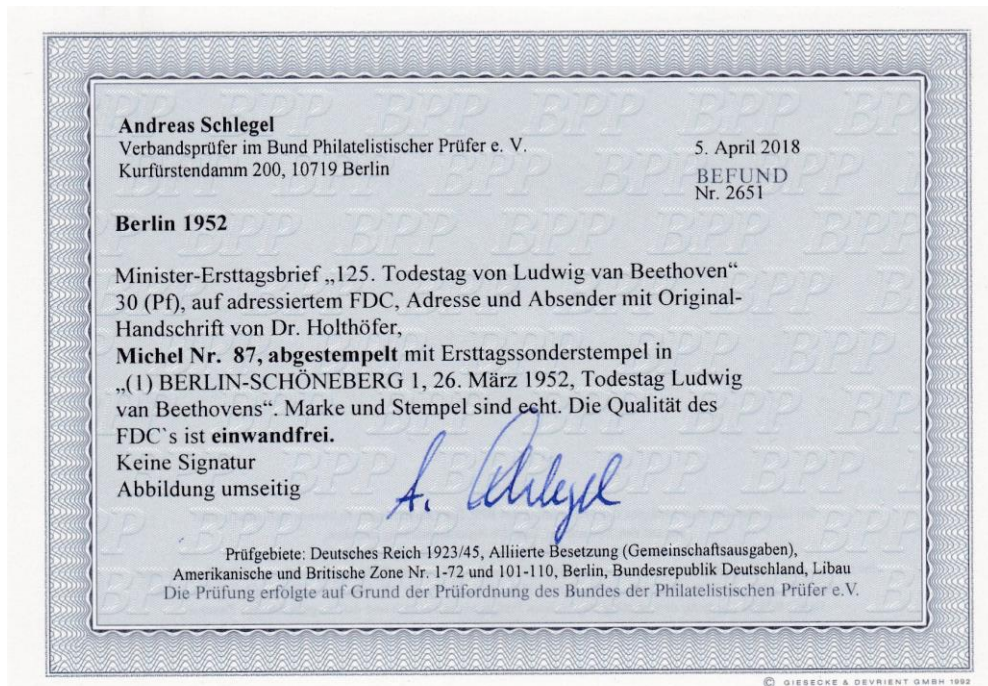 Andreas Schlegel
Verbandsprüfer im Bund Philatelistischer Prüfer e. V.
Kurfürstendamm 200, 10719 Berlin
5. April 2018
BEFUND
Nr. 2651
Berlin 1952
Minister-Ersttagsbrief „125. Todestag von Ludwig van Beethoven“
30 (Pf), auf adressiertem FDC, Adresse und Absender mit Original-
Handschrift von Dr. Holthöfer,
Michel Nr. 87, abgestempelt mit Ersttagssonderstempel in
„(1) BERLIN-SCHÖNEBERG 1, 26. März 1952, Todestag Ludwig
van Beethovens“. Marke und Stempel sind echt. Die Qualität des
FDC`s ist einwandfrei.
Keine Signatur
Abbildung umseitig
A. Schlegel
Prüfgebiete: Deutsches Reich 1923/45, Alliierte Besetzung (Gemeinschaftsausgaben),
Amerikanische und Britische Zone Nr. 1-72 und 101-110, Berlin, Bundesrepublik Deutschland, Libau
Die Prüfung erfolgte auf Grund der Prüfordnung des Bundes der Philatelistischen Prüfer e.V.
© GIESECKE & DEVRIENT GMBH 1992